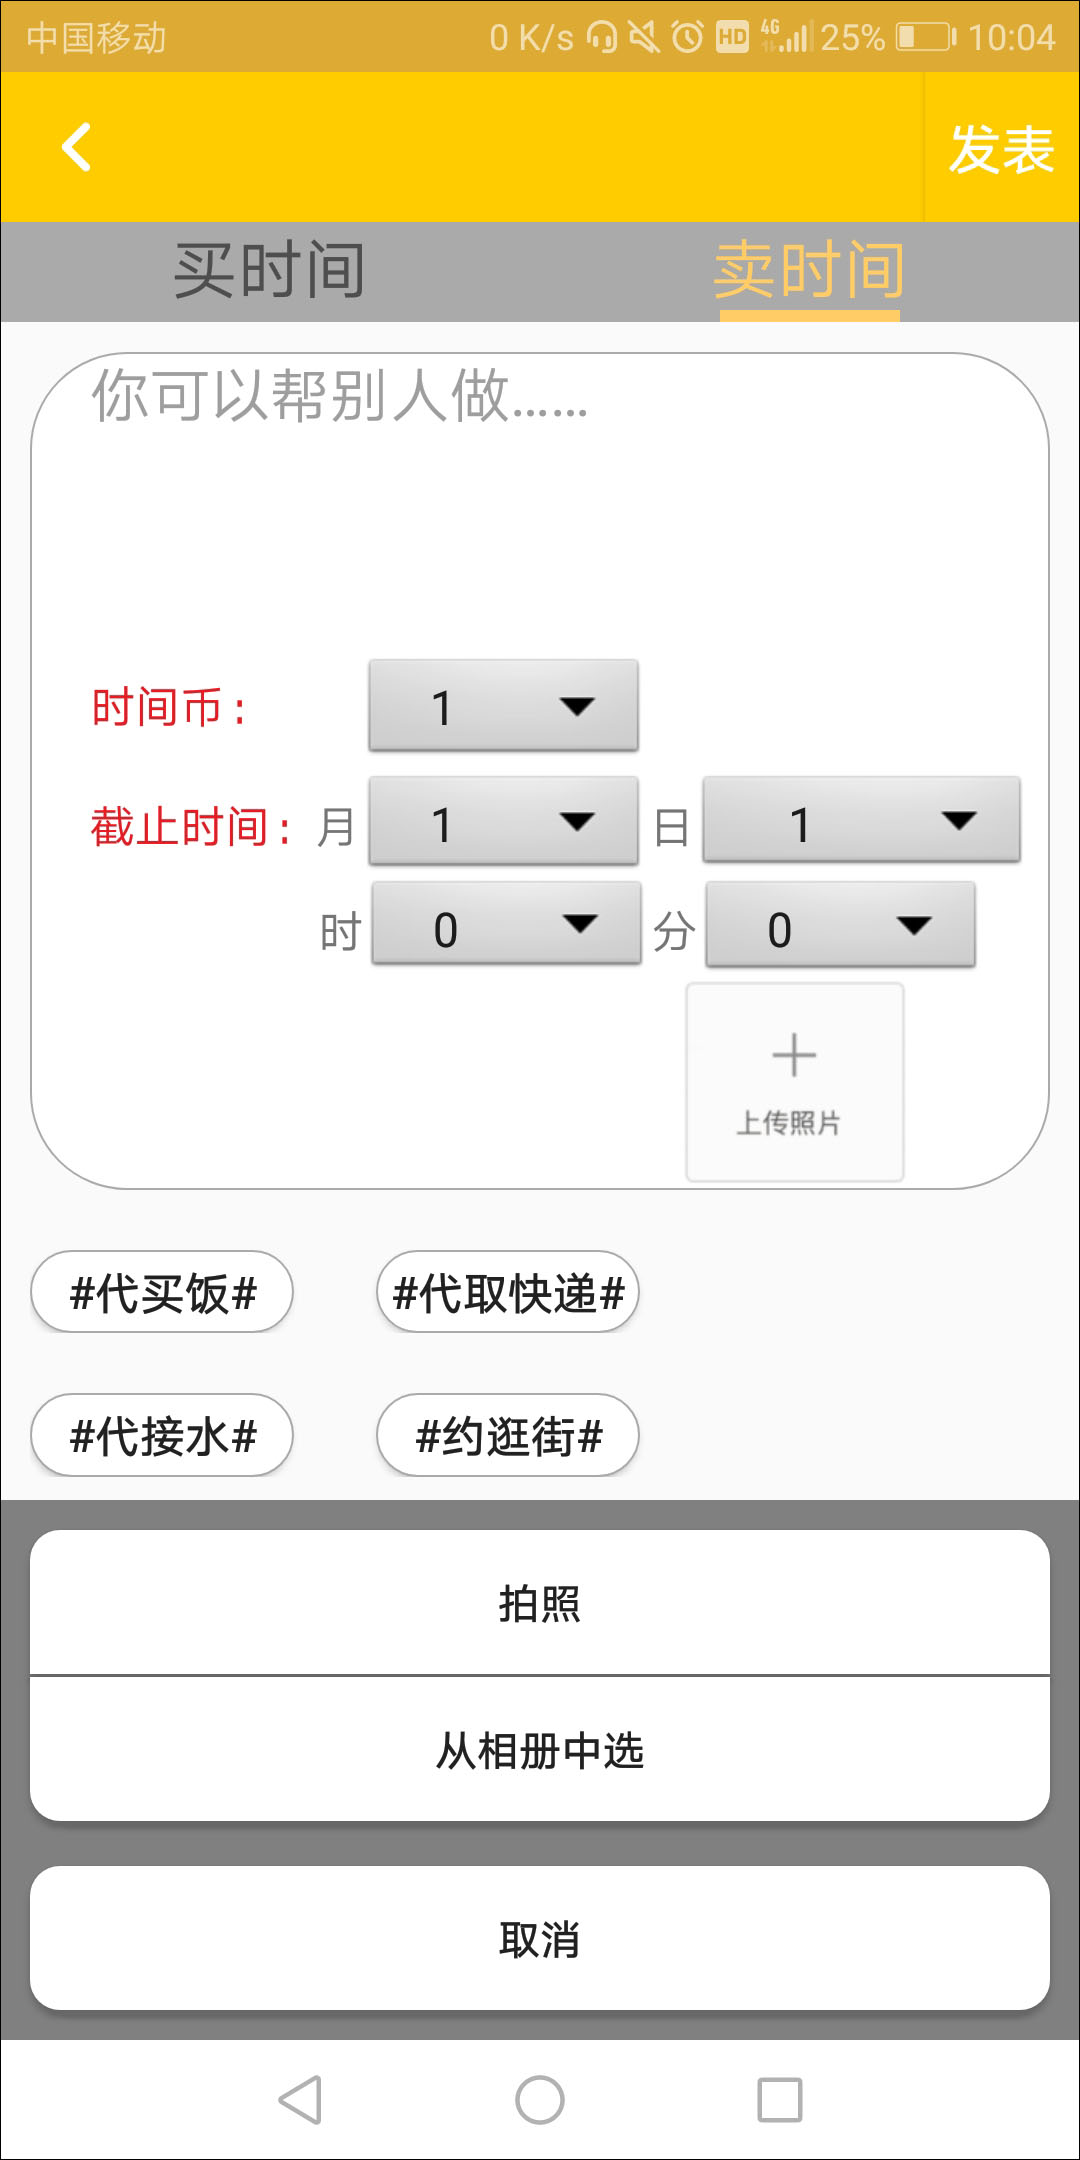 中国移动 0 K/s HD 4G 25% 10:04
发表
买时间 卖时间
你可以帮别人做……
时间币: 1
截止时间: 月 1 日 1
时 0 分 0
上传照片
#代买饭# #代取快递#
#代接水# #约逛街#
拍照
从相册中选
取消